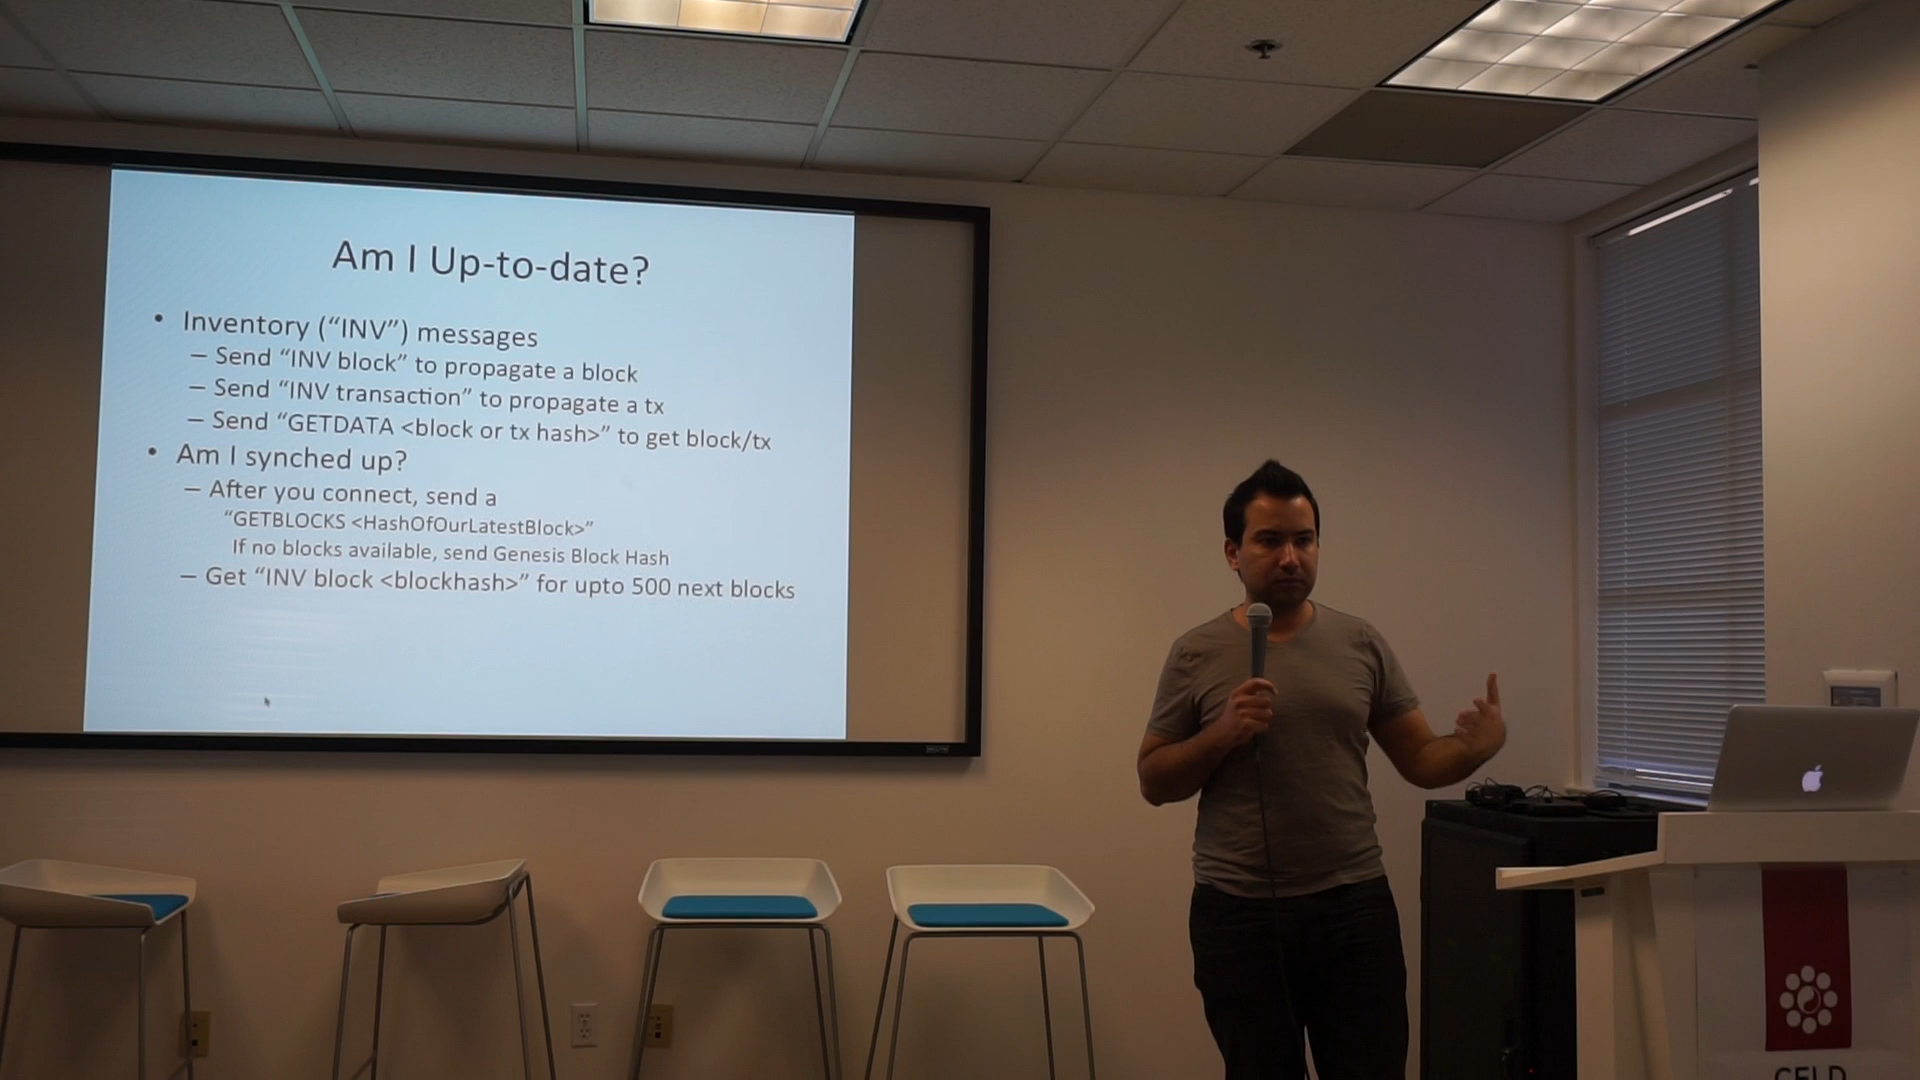 Am I Up-to-date?
• Inventory (“INV”) messages
– Send “INV block” to propagate a block
– Send “INV transaction” to propagate a tx
– Send “GETDATA <block or tx hash>” to get block/tx
• Am I synched up?
– After you connect, send a
“GETBLOCKS <HashOfOurLatestBlock>”
If no blocks available, send Genesis Block Hash
– Get “INV block <blockhash>” for upto 500 next blocks